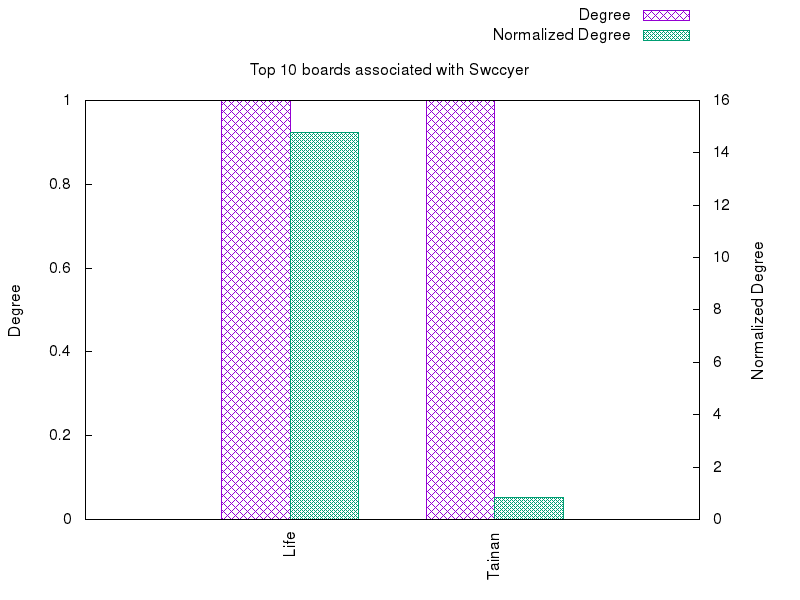 Degree
Normalized Degree
Top 10 boards associated with Swccyer
1
0.8
0.6
0.4
0.2
0
16
14
12
10
8
6
4
2
0
Degree
Normalized Degree
Life
Tainan